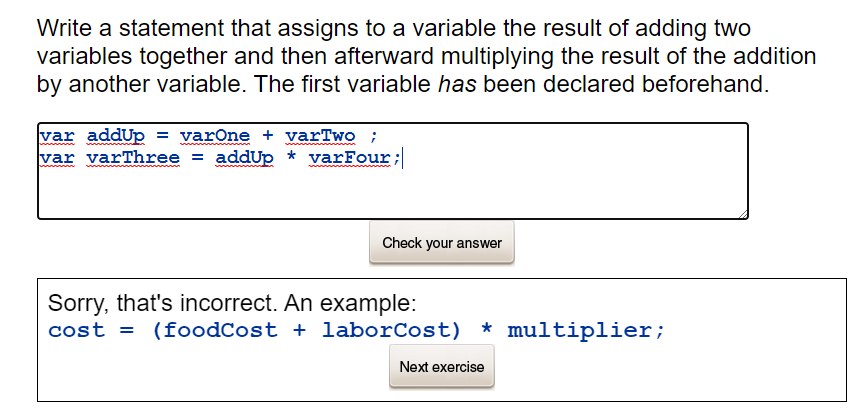 Write a statement that assigns to a variable the result of adding two
variables together and then afterward multiplying the result of the addition
by another variable. The first variable has been declared beforehand.
var addUp = varOne + varTwo ;
var varThree = addUp * varFour;
Check your answer
Sorry, that's incorrect. An example:
cost = (foodCost + laborCost) * multiplier;
Next exercise